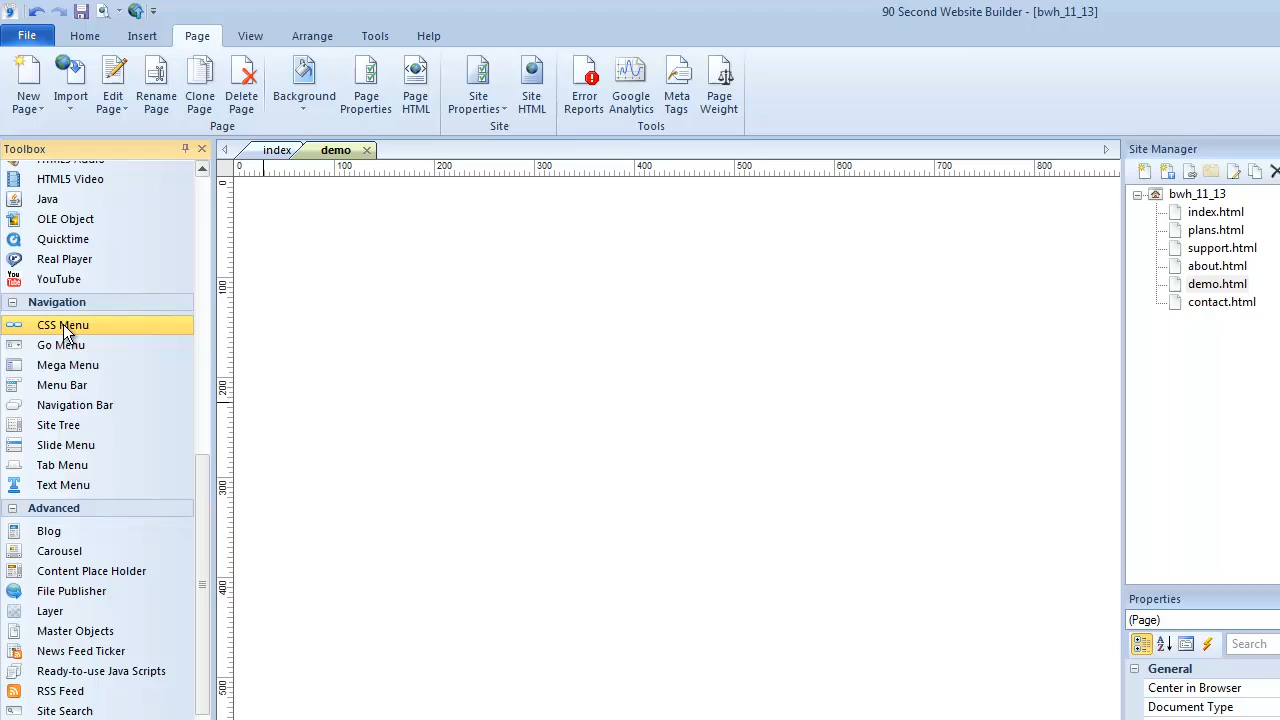 90 Second Website Builder - [bwh_11_13]
File Home Insert Page View Arrange Tools Help
New Page Import Edit Page Rename Page Clone Page Delete Page Background Page Properties Page HTML Site Properties Site HTML Error Reports Google Analytics Meta Tags Page Weight
Page Site Tools
Toolbox
HTML5 Audio
HTML5 Video
Java
OLE Object
Quicktime
Real Player
You Tube YouTube
Navigation
CSS Menu
Go Menu
Mega Menu
Menu Bar
Navigation Bar
Site Tree
Slide Menu
Tab Menu
Text Menu
Advanced
Blog
Carousel
Content Place Holder
File Publisher
Layer
Master Objects
News Feed Ticker
Ready-to-use Java Scripts
RSS Feed
Site Search
index demo
0 100 200 300 400 500 600 700 800
0
100
200
300
400
500
Site Manager
bwh_11_13
index.html
plans.html
support.html
about.html
demo.html
contact.html
Properties
(Page)
Search
General
Center in Browser
Document Type